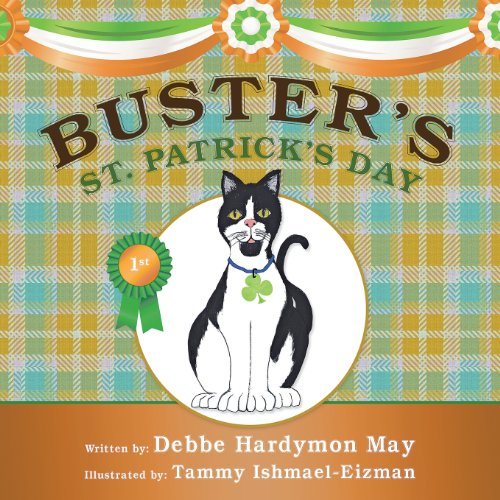 BUSTER'S
ST. PATRICK'S DAY
1st
Written by: Debbe Hardymon May
Illustrated by: Tammy Ishmael-Eizman